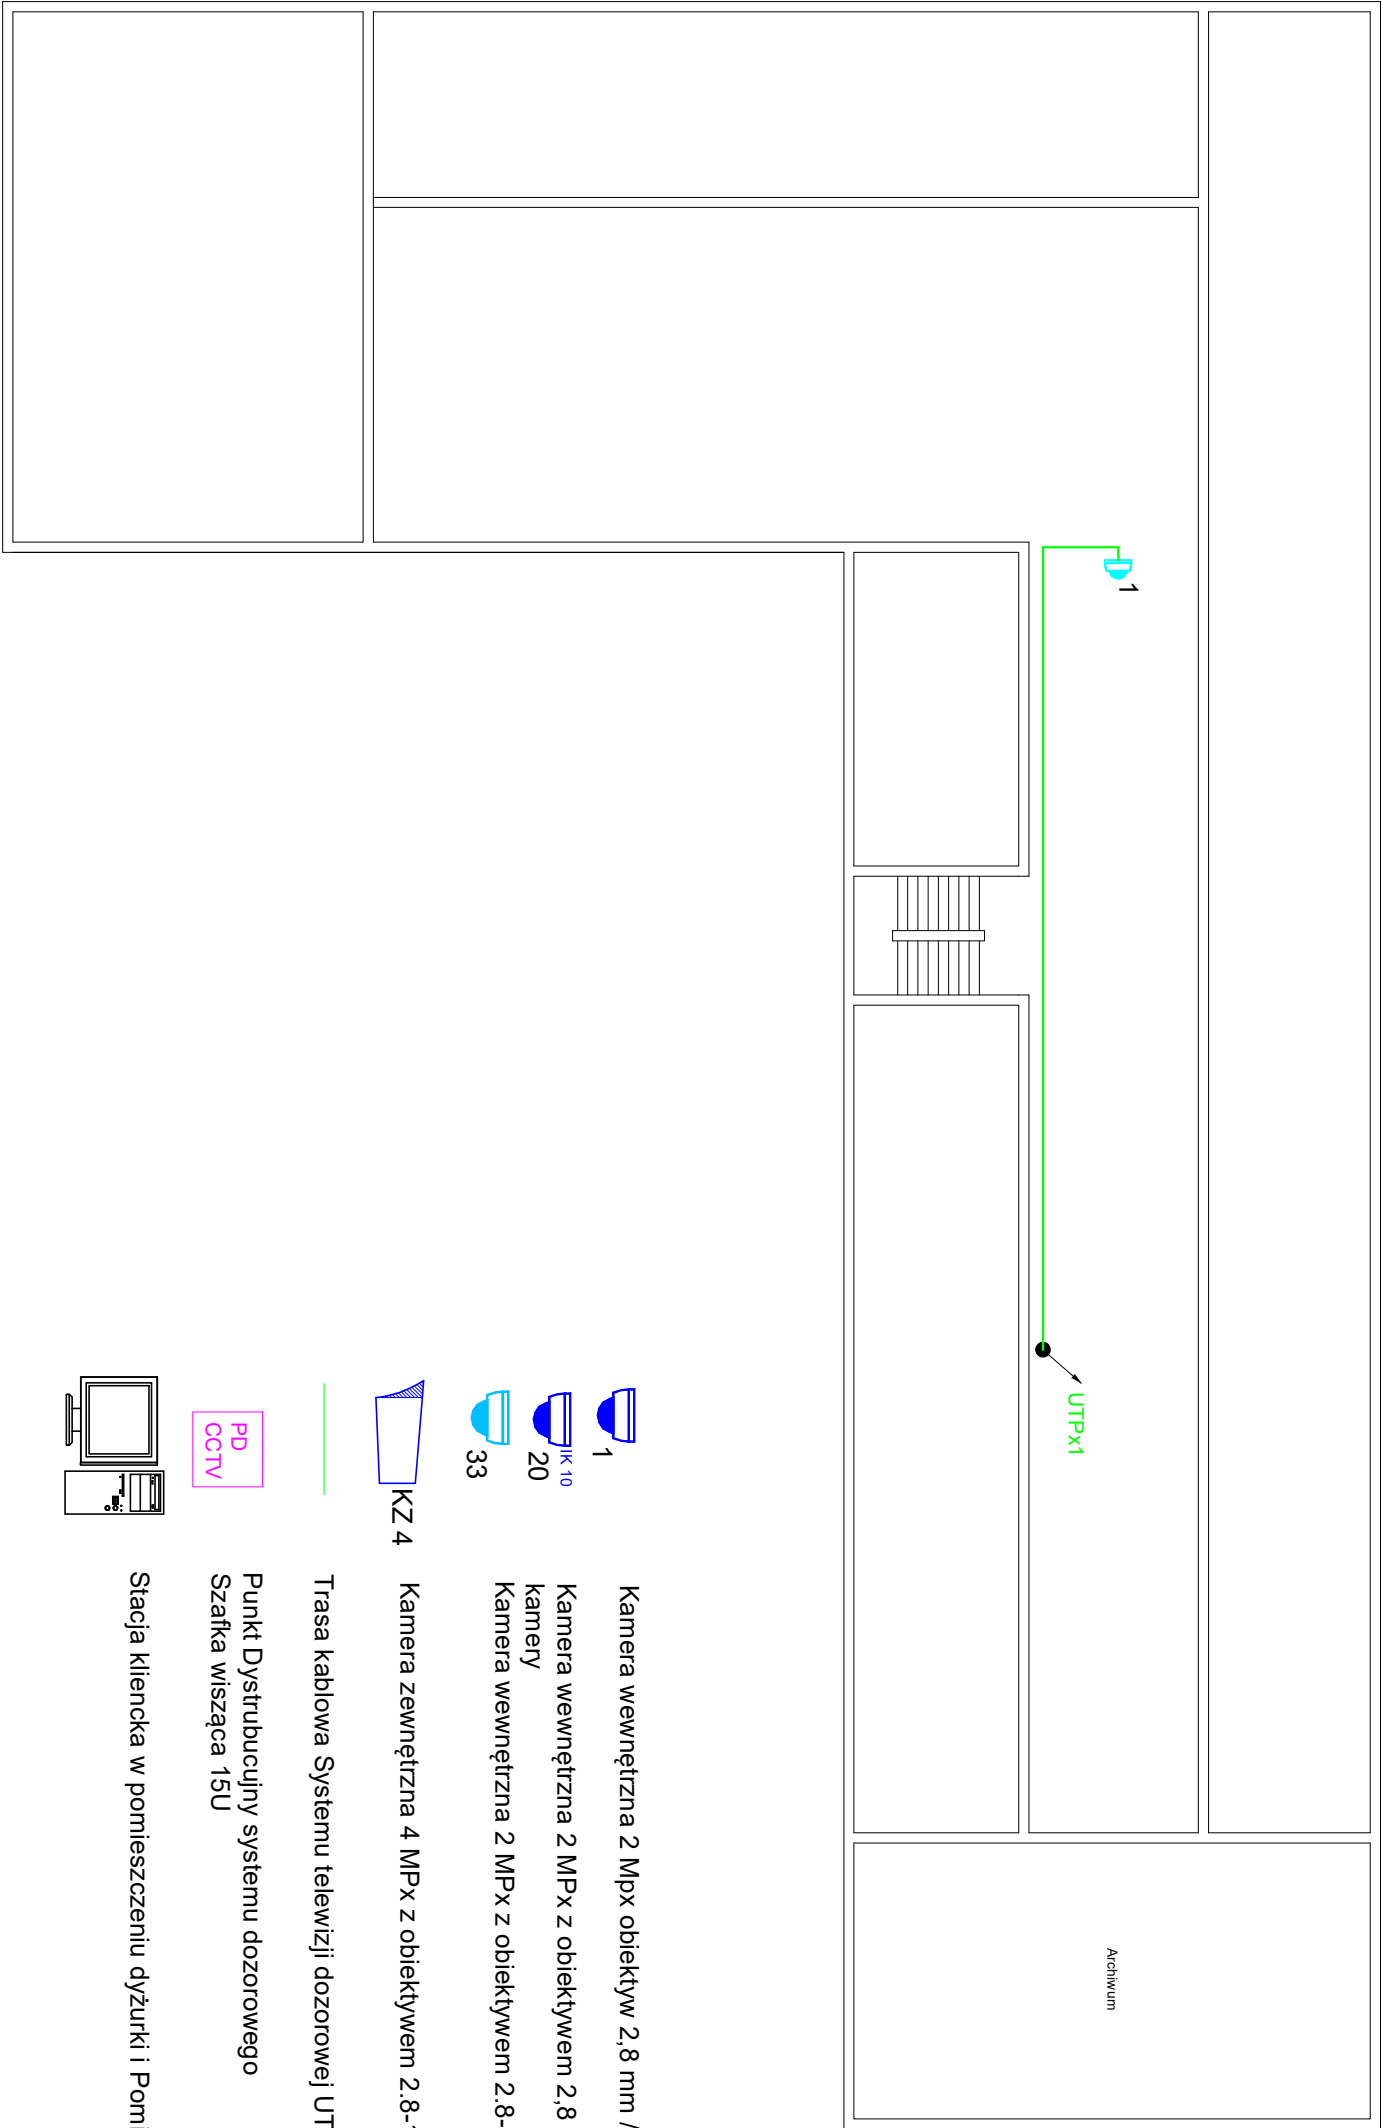 Archiwum
1
UTPx1
1
Kamera wewnętrzna 2 Mpx obiektyw 2,8 mm /
IK 10
20
Kamera wewnętrzna 2 MPx z obiektywem 2,8
kamery
33
Kamera wewnętrzna 2 MPx z obiektywem 2.8-
KZ 4
Kamera zewnętrzna 4 MPx z obiektywem 2.8-
Trasa kablowa Systemu telewizji dozorowej UT
PD
CCTV
Punkt Dystrubucujny systemu dozorowego
Szafka wisząca 15U
Stacja kliencka w pomieszczeniu dyżurki i Pom